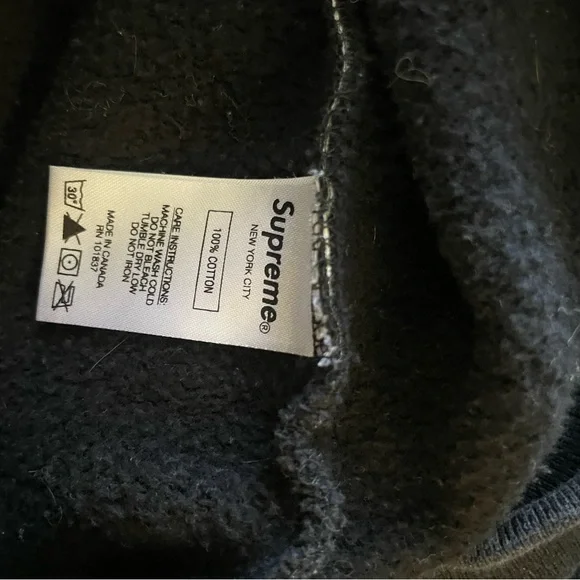 Supreme®
NEW YORK CITY
100% COTTON
CARE INSTRUCTIONS:
MACHINE WASH COLD
DO NOT BLEACH
TUMBLE DRY LOW
DO NOT IRON
MADE IN CANADA
RN 101837
30°